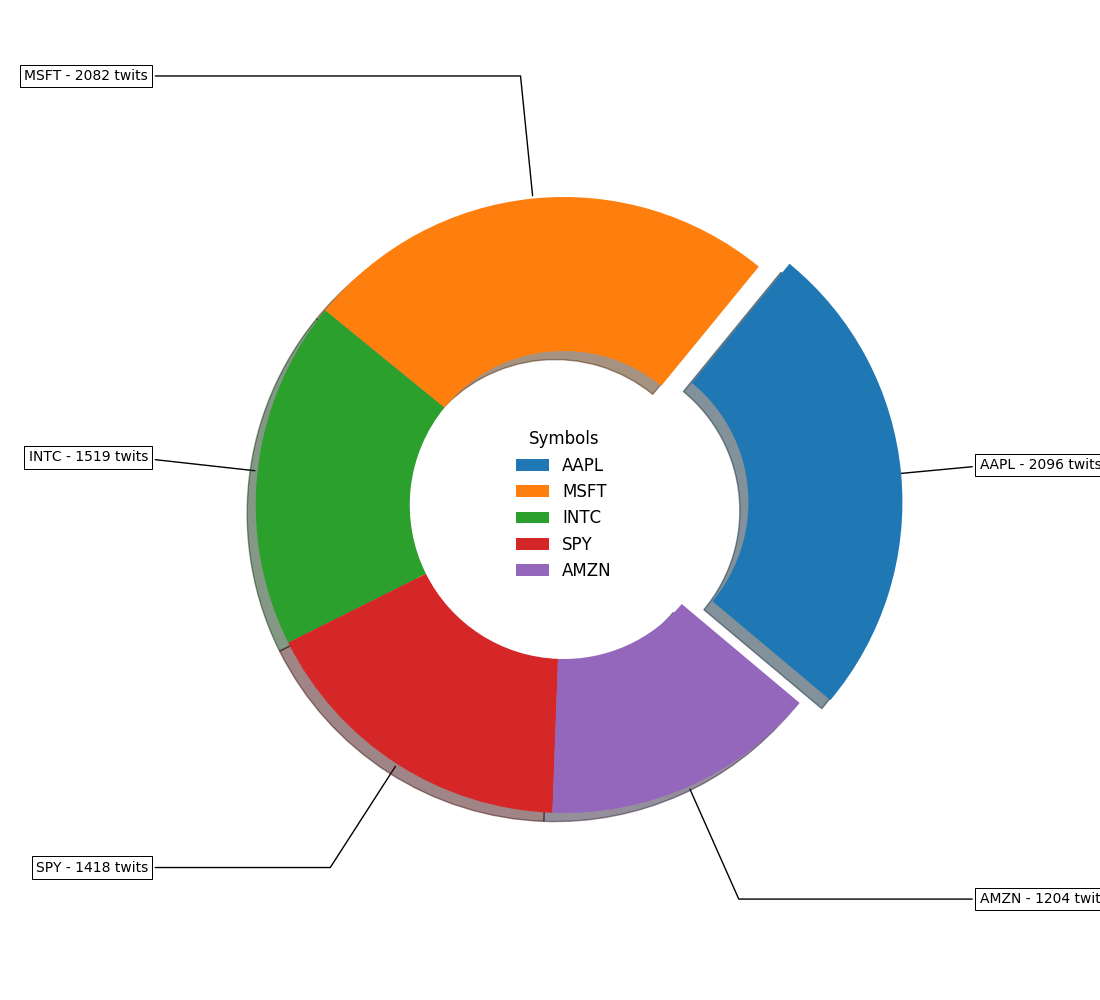 MSFT - 2082 twits
INTC - 1519 twits
Symbols
AAPL
MSFT
INTC
SPY
AMZN
AAPL - 2096 twits
SPY - 1418 twits
AMZN - 1204 twit